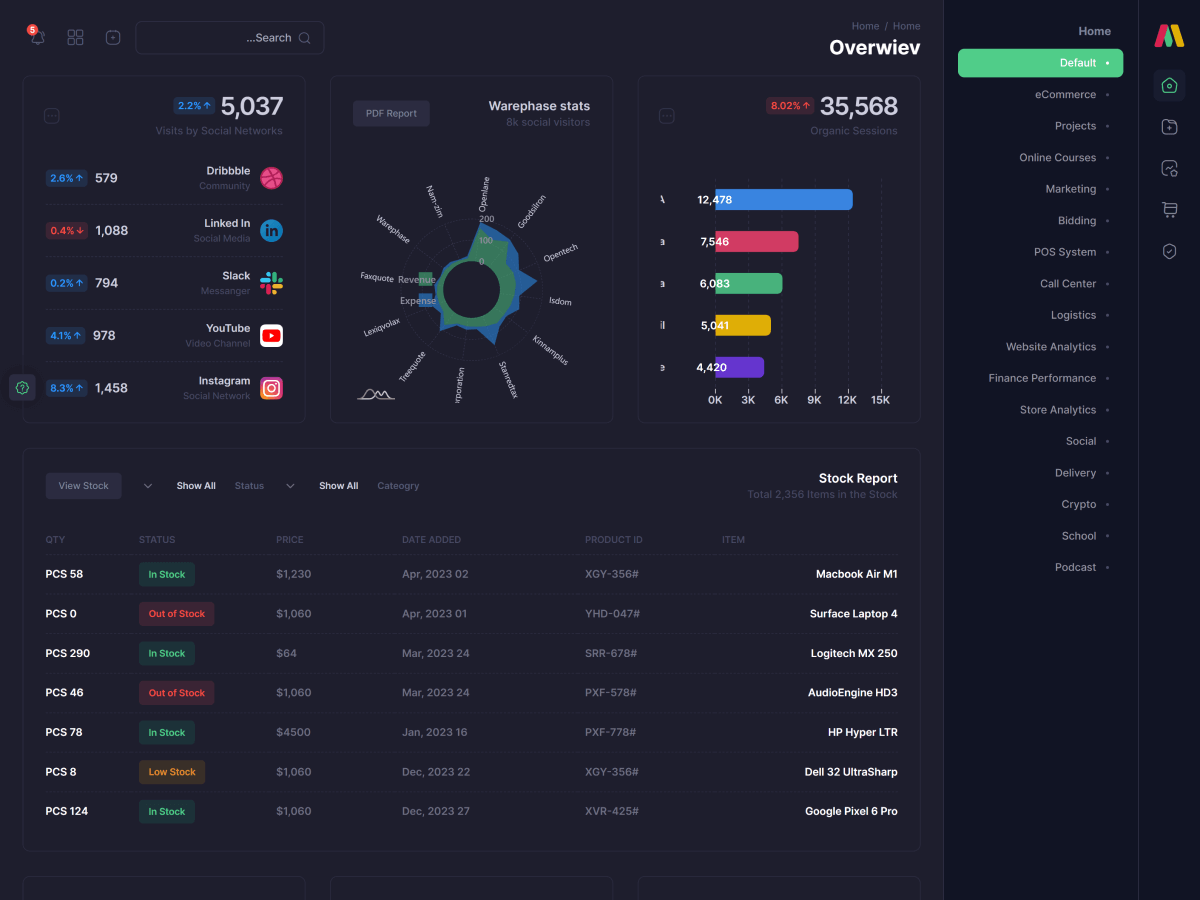 5
...Search
Home / Home
Overwiev
2.2%
5,037
Visits by Social Networks
2.6% 579 Dribbble
Community
0.4% 1,088 Linked In
Social Media
0.2% 794 Slack
Messanger
4.1% 978 YouTube
Video Channel
8.3% 1,458 Instagram
Social Network
PDF Report
Warephase stats
8k social visitors
Openlane
Goodsilron
Opentech
Isdom
Kinnamplus
Stanredtax
rporation
Treequote
Lexiqvolax
Faxquote
Warephase
Nam-zim
200
100
0
Revenue
Expense
8.02%
35,568
Organic Sessions
A 12,478
a 7,546
a 6,083
il 5,041
e 4,420
0K 3K 6K 9K 12K 15K
View Stock
Show All Status
Show All Cateogry
Stock Report
Total 2,356 Items in the Stock
QTY STATUS PRICE DATE ADDED PRODUCT ID ITEM
PCS 58 In Stock $1,230 Apr, 2023 02 XGY-356# Macbook Air M1
PCS 0 Out of Stock $1,060 Apr, 2023 01 YHD-047# Surface Laptop 4
PCS 290 In Stock $64 Mar, 2023 24 SRR-678# Logitech MX 250
PCS 46 Out of Stock $1,060 Mar, 2023 24 PXF-578# AudioEngine HD3
PCS 78 In Stock $4500 Jan, 2023 16 PXF-778# HP Hyper LTR
PCS 8 Low Stock $1,060 Dec, 2023 22 XGY-356# Dell 32 UltraSharp
PCS 124 In Stock $1,060 Dec, 2023 27 XVR-425# Google Pixel 6 Pro
Home
Default
eCommerce
Projects
Online Courses
Marketing
Bidding
POS System
Call Center
Logistics
Website Analytics
Finance Performance
Store Analytics
Social
Delivery
Crypto
School
Podcast